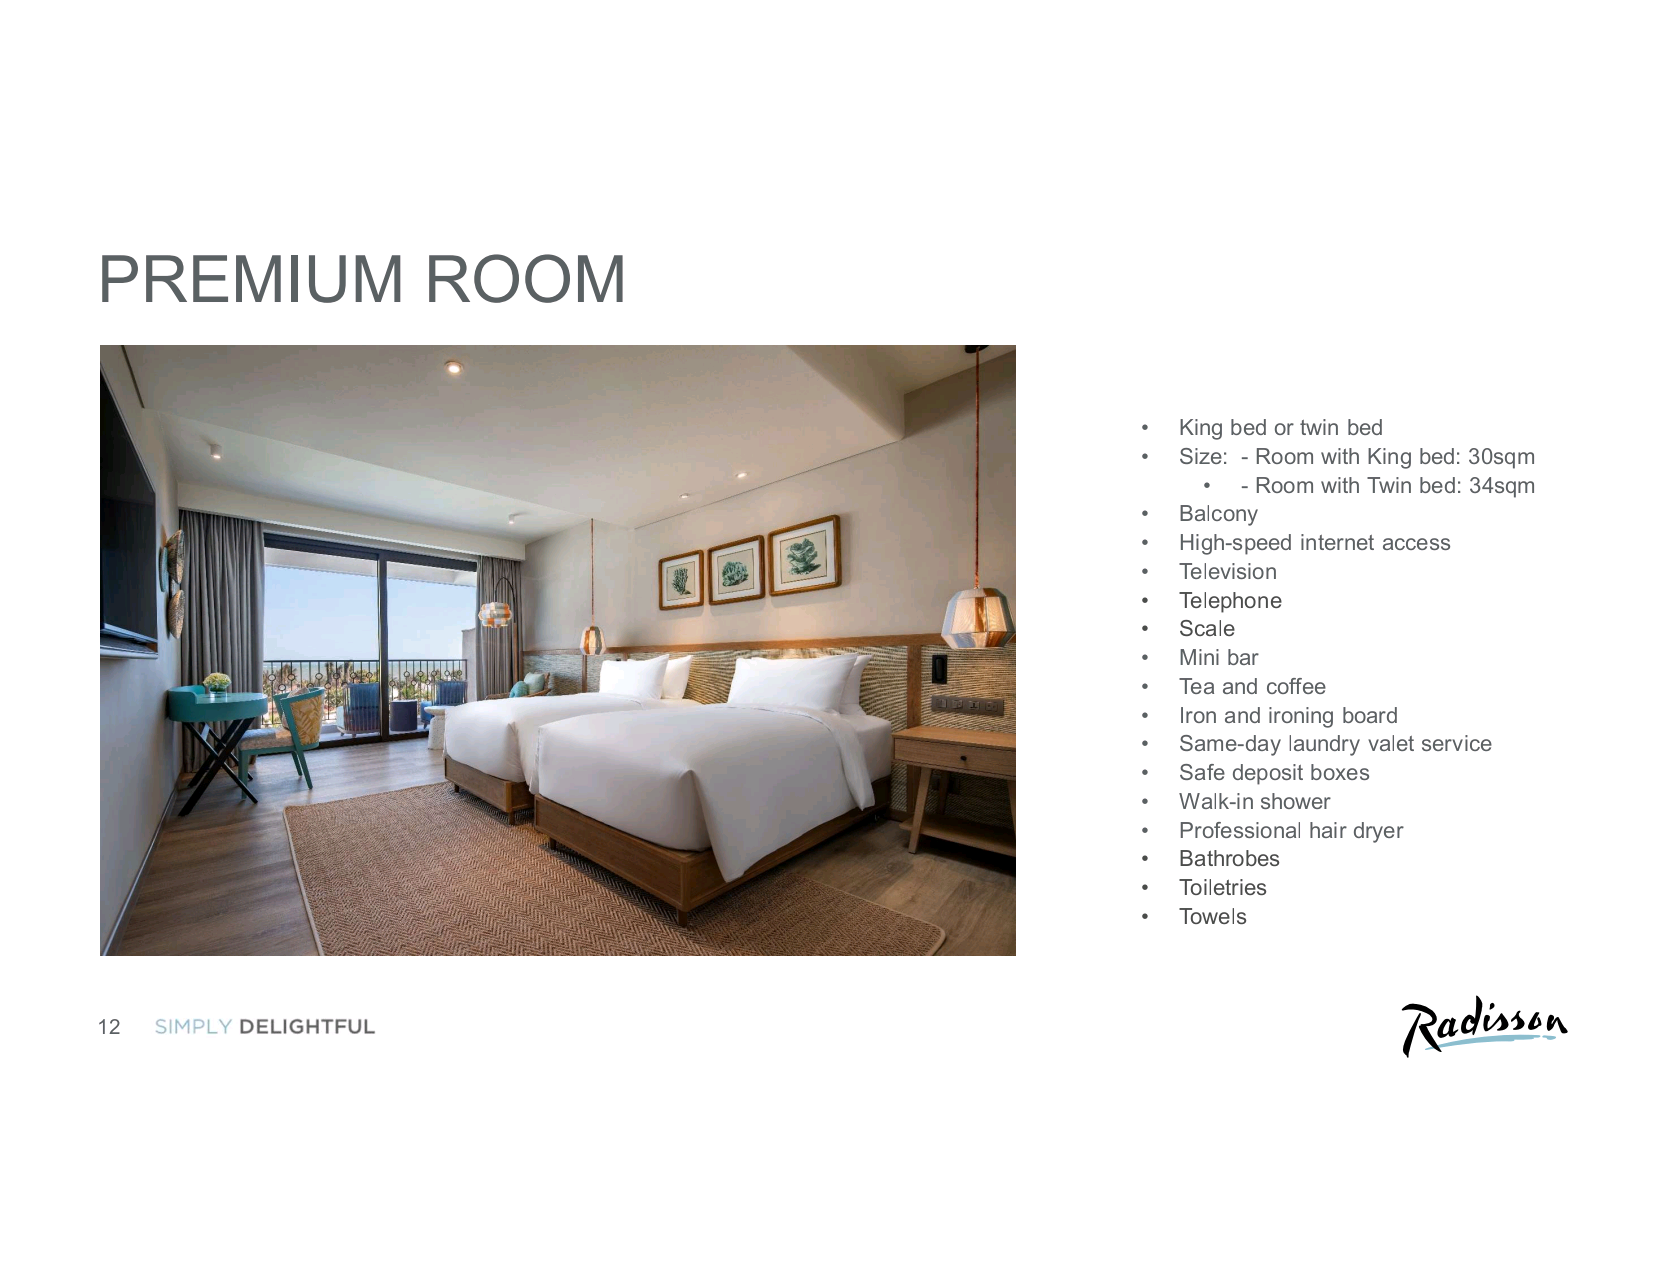 PREMIUM ROOM
• King bed or twin bed
• Size: - Room with King bed: 30sqm
• - Room with Twin bed: 34sqm
• Balcony
• High-speed internet access
• Television
• Telephone
• Scale
• Mini bar
• Tea and coffee
• Iron and ironing board
• Same-day laundry valet service
• Safe deposit boxes
• Walk-in shower
• Professional hair dryer
• Bathrobes
• Toiletries
• Towels
12 SIMPLY DELIGHTFUL
Radisson